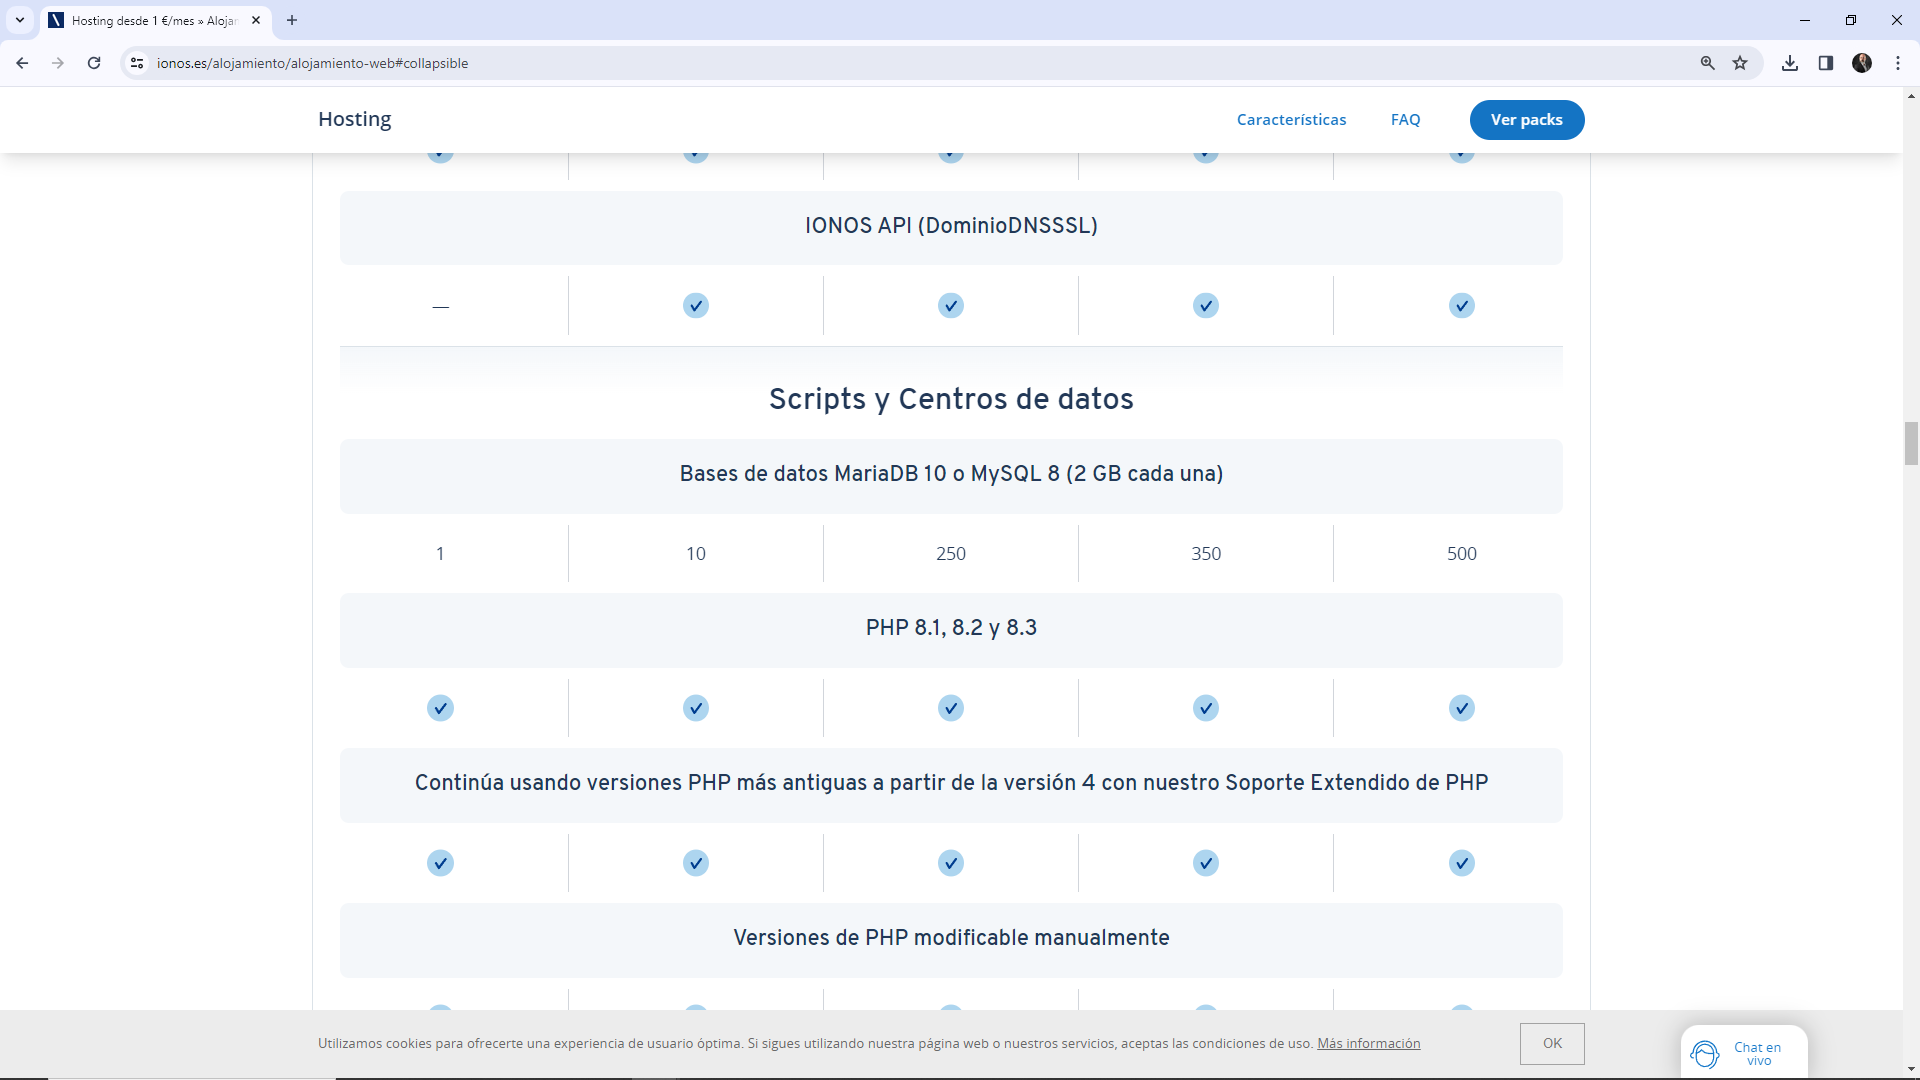 Hosting desde 1 €/mes » Aloja
ionos.es/alojamiento/alojamiento-web#collapsible
Hosting
Características
FAQ
Ver packs
IONOS API (DominioDNSSSL)
—
Scripts y Centros de datos
Bases de datos MariaDB 10 o MySQL 8 (2 GB cada una)
1 10 250 350 500
PHP 8.1, 8.2 y 8.3
Continúa usando versiones PHP más antiguas a partir de la versión 4 con nuestro Soporte Extendido de PHP
Versiones de PHP modificable manualmente
Utilizamos cookies para ofrecerte una experiencia de usuario óptima. Si sigues utilizando nuestra página web o nuestros servicios, aceptas las condiciones de uso. Más información
OK
Chat en
vivo